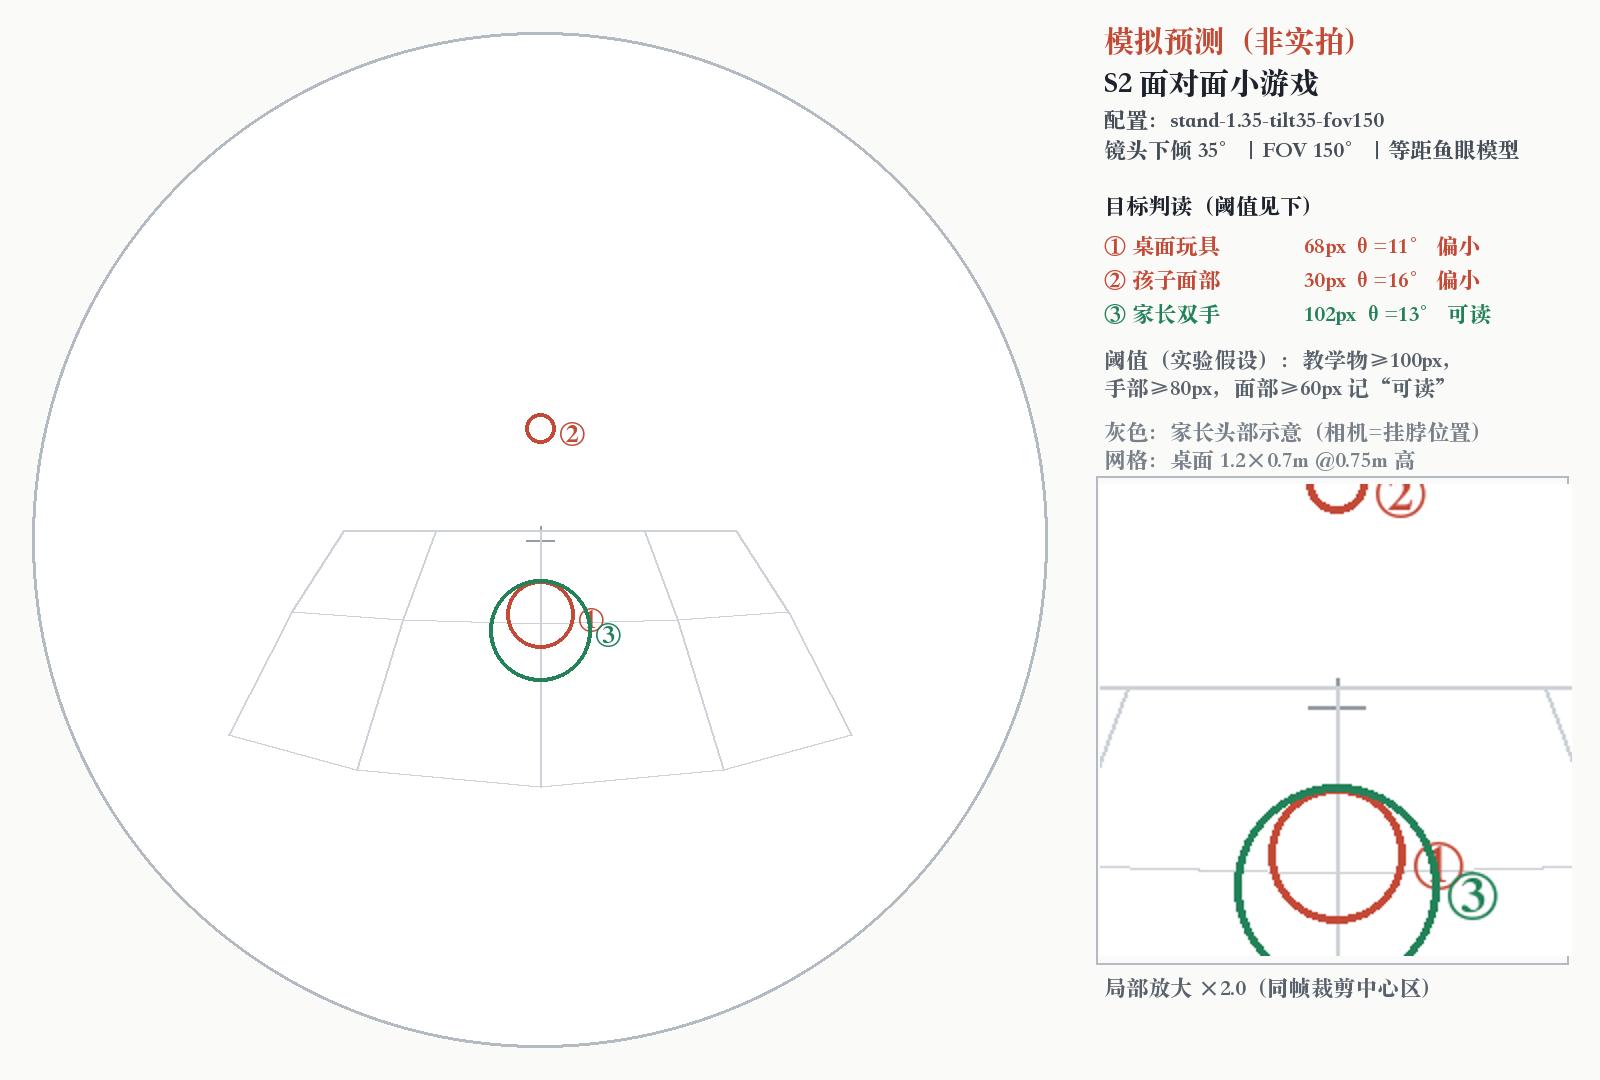 模拟预测（非实拍）
S2 面对面小游戏
配置：stand-1.35-tilt35-fov150
镜头下倾 35° | FOV 150° | 等距鱼眼模型
目标判读（阈值见下）
① 桌面玩具 68px θ=11° 偏小
② 孩子面部 30px θ=16° 偏小
③ 家长双手 102px θ=13° 可读
阈值（实验假设）：教学物≥100px，
手部≥80px，面部≥60px 记“可读”
灰色：家长头部示意（相机=挂脖位置）
网格：桌面 1.2×0.7m @0.75m 高
②
①
③
②
①
③
局部放大 ×2.0（同帧裁剪中心区）